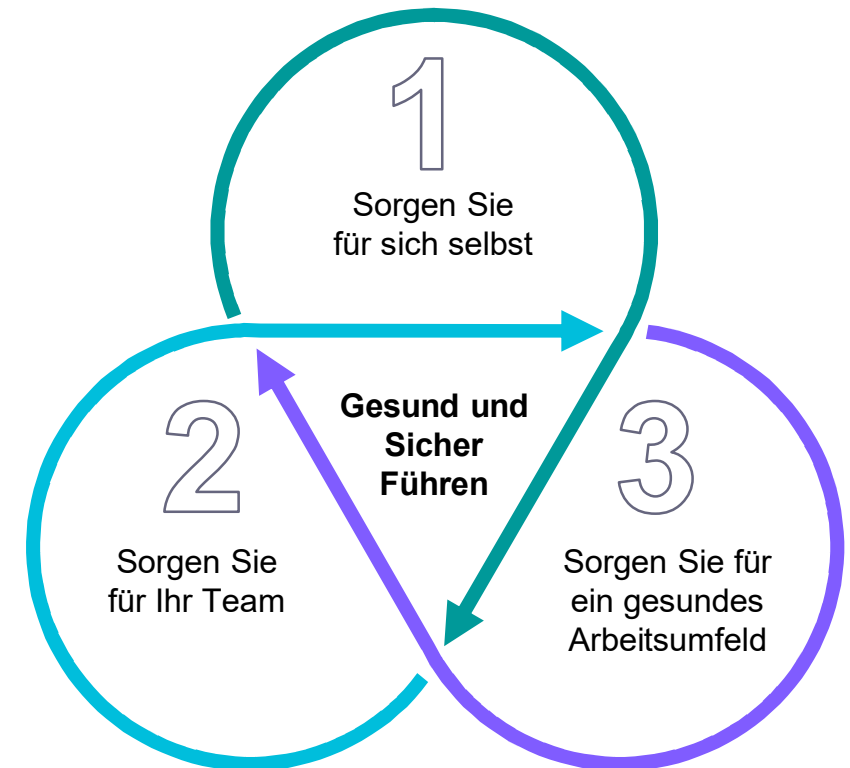 1
Sorgen Sie
für sich selbst
Gesund und
Sicher
Führen
2
Sorgen Sie
für Ihr Team
3
Sorgen Sie für
ein gesundes
Arbeitsumfeld